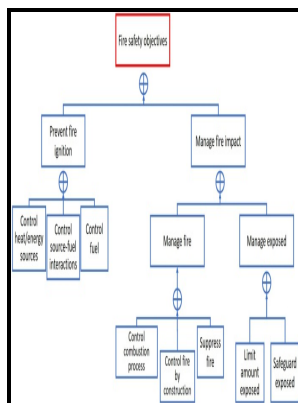 Fire safety objectives
Prevent fire
ignition
Manage fire impact
Control
heat/energy
sources
Control
source-fuel
interactions
Control
fuel
Manage fire
Manage exposed
Control
combustion
process
Control fire
by
construction
Suppress
fire
Limit
amount
exposed
Safeguard
exposed